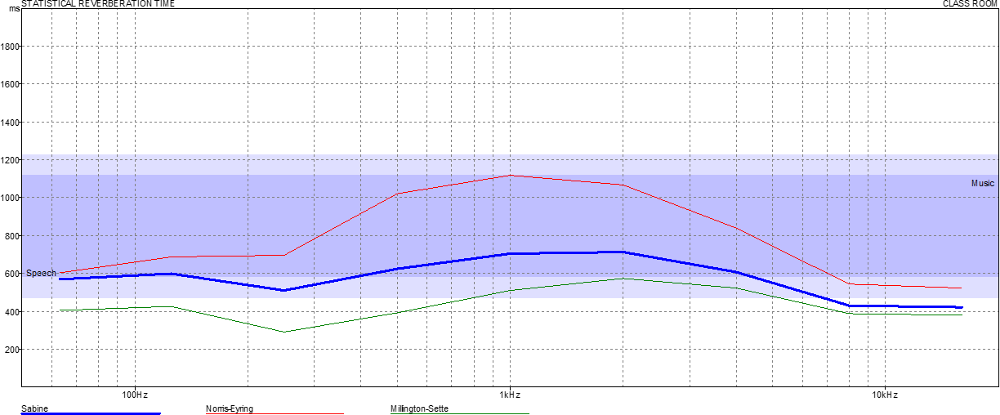 STATISTICAL REVERBERATION TIME CLASS ROOM
ms
1800
1600
1400
1200
Music
1000
800
Speech
600
400
200
100Hz 1kHz 10kHz
Sabine Norris-Eyring Millington-Sette